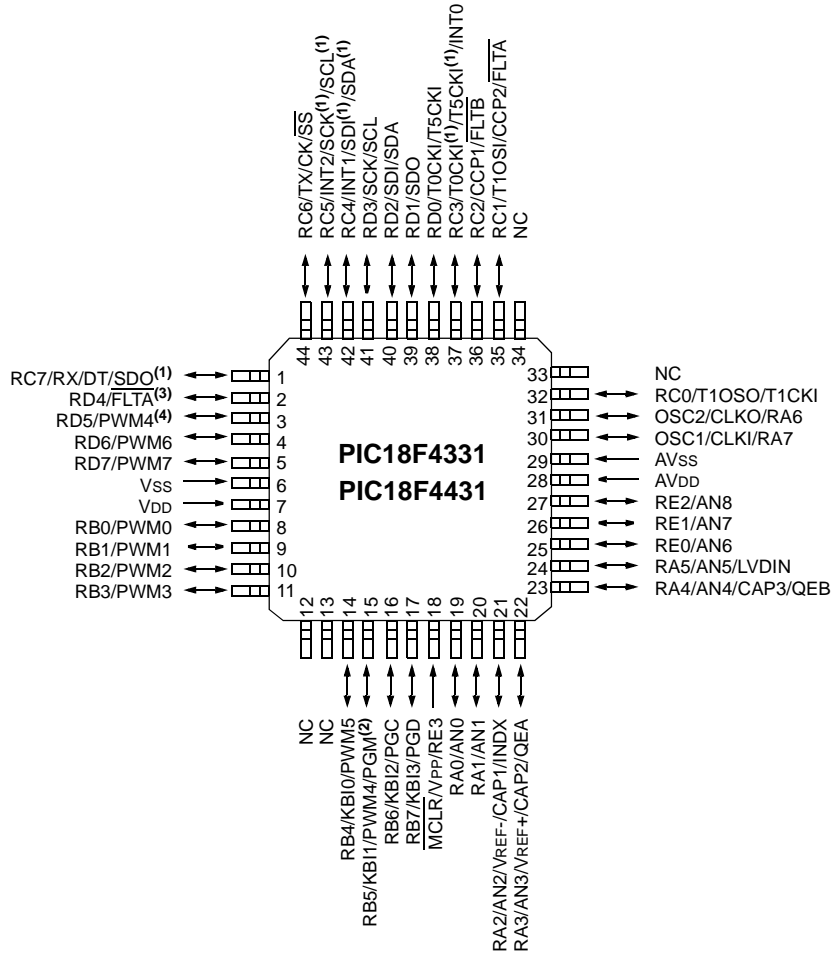 RC6/TX/CK/SS
RC5/INT2/SCK(1)/SCL(1)
RC4/INT1/SDI(1)/SDA(1)
RD3/SCK/SCL
RD2/SDI/SDA
RD1/SDO
RD0/T0CKI/T5CKI
RC3/T0CKI(1)/T5CKI(1)/INT0
RC2/CCP1/FLTB
RC1/T1OSI/CCP2/FLTA
NC
44
43
42
41
40
39
38
37
36
35
34
RC7/RX/DT/SDO(1)
RD4/FLTA(3)
RD5/PWM4(4)
RD6/PWM6
RD7/PWM7
VSS
VDD
RB0/PWM0
RB1/PWM1
RB2/PWM2
RB3/PWM3
1
2
3
4
5
6
7
8
9
10
11
PIC18F4331
PIC18F4431
33
32
31
30
29
28
27
26
25
24
23
NC
RC0/T1OSO/T1CKI
OSC2/CLKO/RA6
OSC1/CLKI/RA7
AVSS
AVDD
RE2/AN8
RE1/AN7
RE0/AN6
RA5/AN5/LVDIN
RA4/AN4/CAP3/QEB
12
13
14
15
16
17
18
19
20
21
22
NC
NC
RB4/KBI0/PWM5
RB5/KBI1/PWM4/PGM(2)
RB6/KBI2/PGC
RB7/KBI3/PGD
MCLR/VPP/RE3
RA0/AN0
RA1/AN1
RA2/AN2/VREF-/CAP1/INDX
RA3/AN3/VREF+/CAP2/QEA